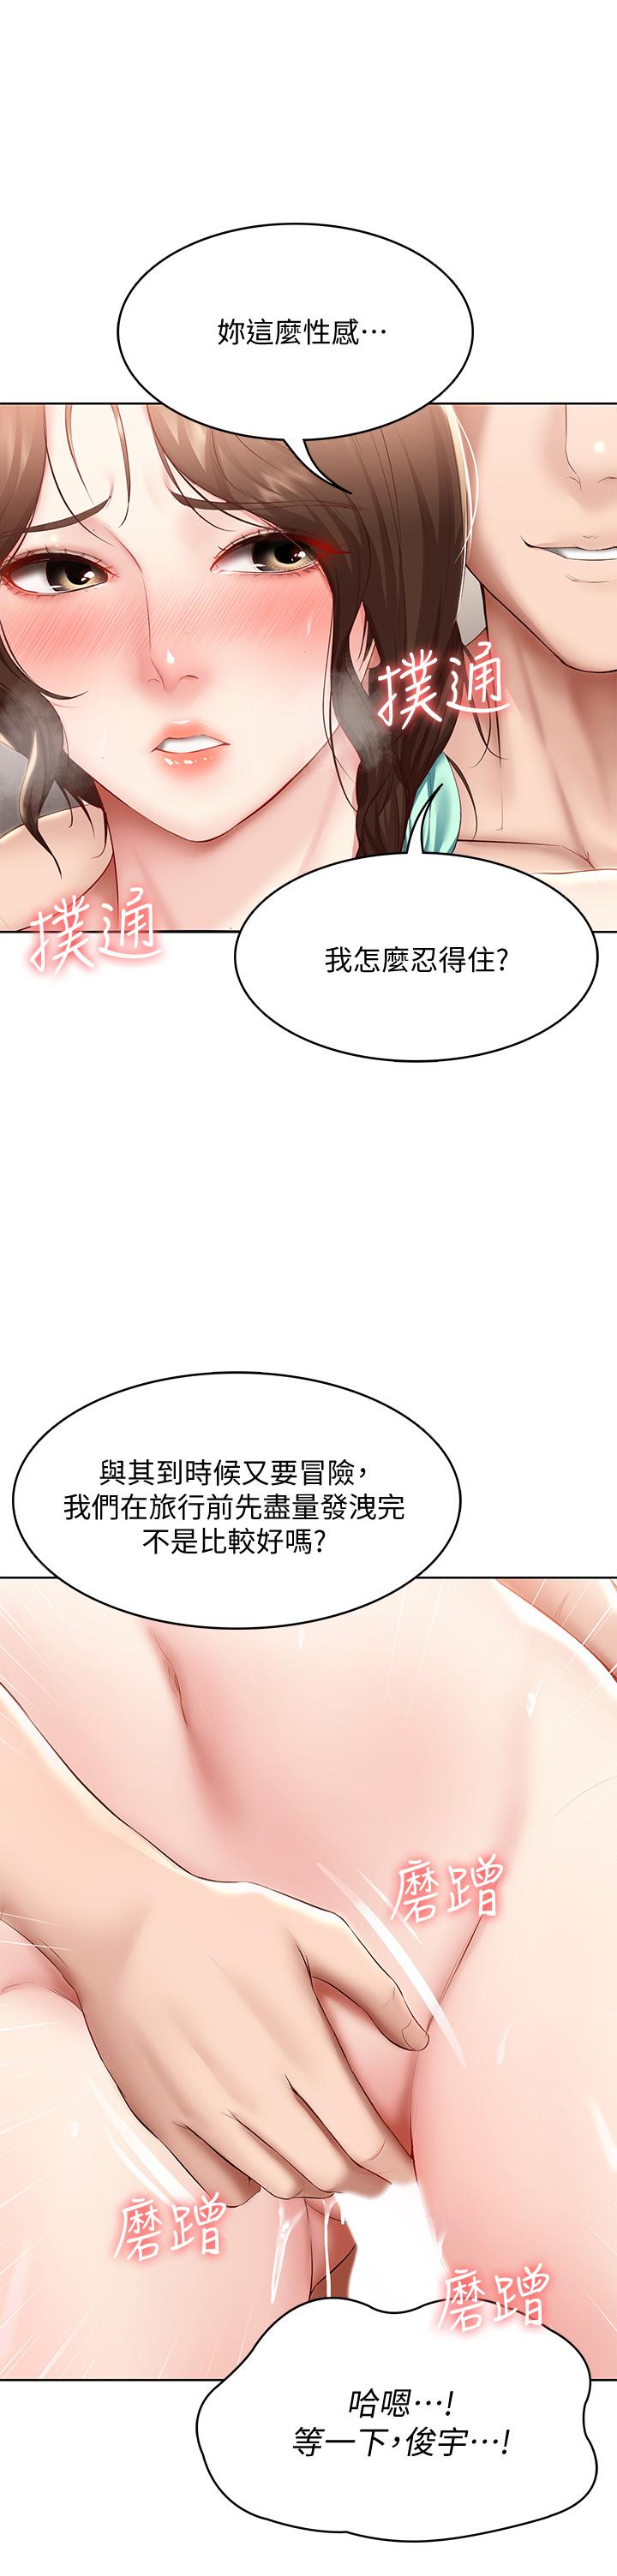 妳這麼性感⋯
撲通
撲通
我怎麼忍得住?
與其到時候又要冒險，
我們在旅行前先盡量發洩完
不是比較好嗎?
磨蹭
磨蹭
磨蹭
哈嗯⋯!
等一下，俊宇⋯!